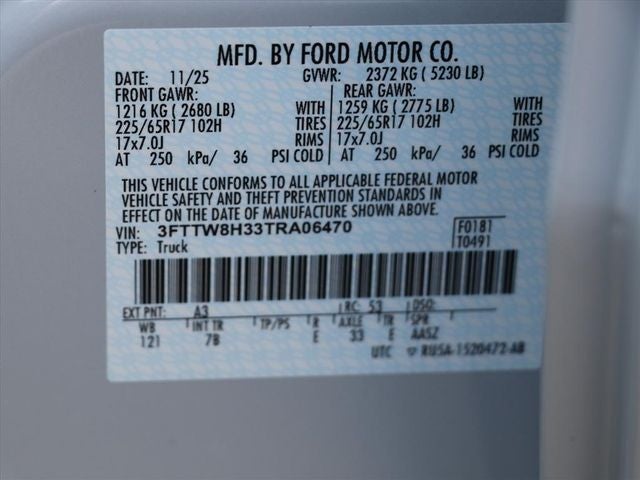 MFD. BY FORD MOTOR CO.
DATE: 11/25 GVWR: 2372 KG ( 5230 LB)
FRONT GAWR: REAR GAWR:
1216 KG ( 2680 LB) WITH 1259 KG ( 2775 LB) WITH
225/65R17 102H TIRES 225/65R17 102H TIRES
17x7.0J RIMS 17x7.0J RIMS
AT 250 kPa/ 36 PSI COLD AT 250 kPa/ 36 PSI COLD
THIS VEHICLE CONFORMS TO ALL APPLICABLE FEDERAL MOTOR
VEHICLE SAFETY AND THEFT PREVENTION STANDARDS IN
EFFECT ON THE DATE OF MANUFACTURE SHOWN ABOVE.
VIN: 3FTTW8H33TRA06470 F0181
TYPE: Truck T0491
EXT PNT: A3 RC: 53 DSO:
WB INT TR TP/PS R AXLE TR SPR
121 7B E 33 E AASZ
UTC RU5A-1520472-AB